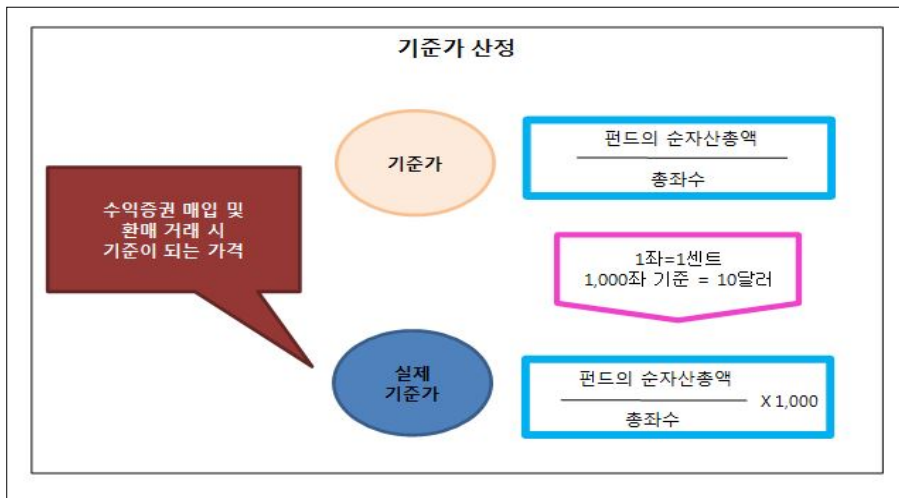 기준가 산정
기준가
펀드의 순자산총액
총좌수
수익증권 매입 및
환매 거래 시
기준이 되는 가격
1좌=1센트
1,000좌 기준 = 10달러
실제
기준가
펀드의 순자산총액
총좌수
X 1,000